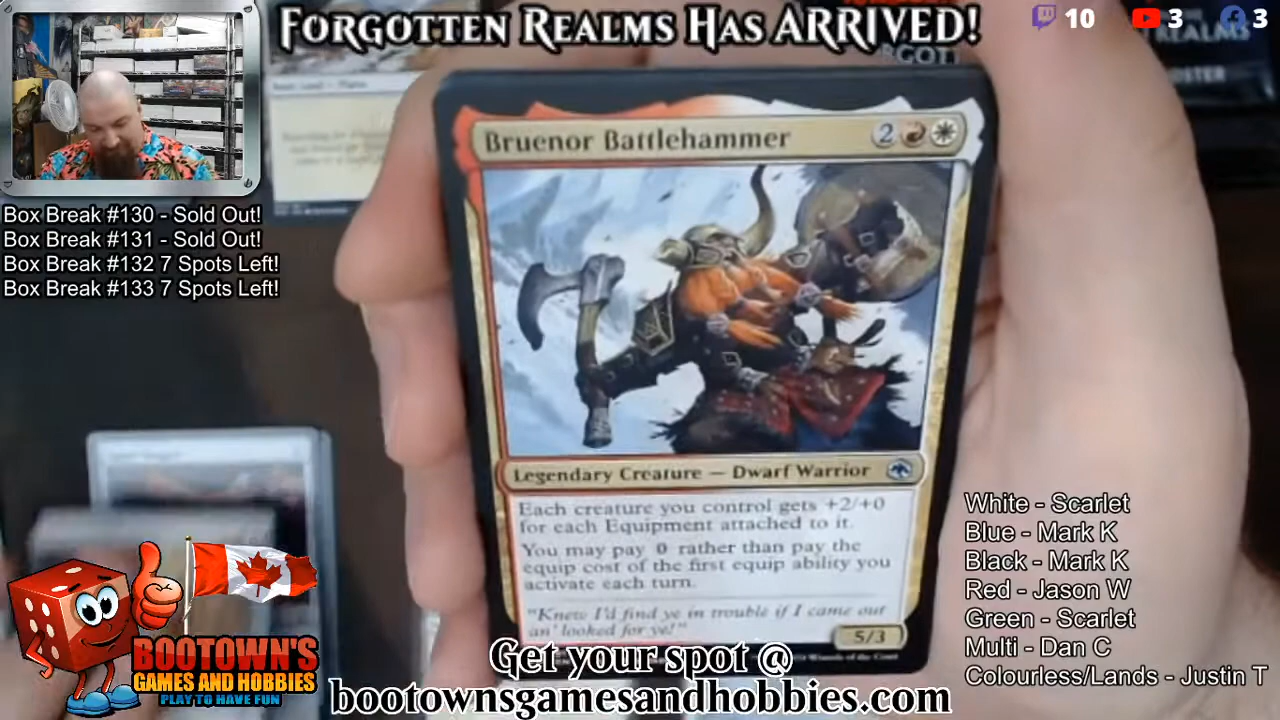 FORGOTTEN REALMS HAS ARRIVED!
10 3 3
REALMS
Box Break #130 - Sold Out!
Box Break #131 - Sold Out!
Box Break #132 7 Spots Left!
Box Break #133 7 Spots Left!
Bruenor Battlehammer 2
Legendary Creature — Dwarf Warrior
Each creature you control gets +2/+0
for each Equipment attached to it.
You may pay 0 rather than pay the
equip cost of the first equip ability you
activate each turn.
"Knew I'd find ye in trouble if I came out
an' looked for ye!"
5/3
White - Scarlet
Blue - Mark K
Black - Mark K
Red - Jason W
Green - Scarlet
Multi - Dan C
Colourless/Lands - Justin T
BOOTOWN'S
GAMES AND HOBBIES
PLAY TO HAVE FUN
Get your spot @
bootownsgamesandhobbies.com